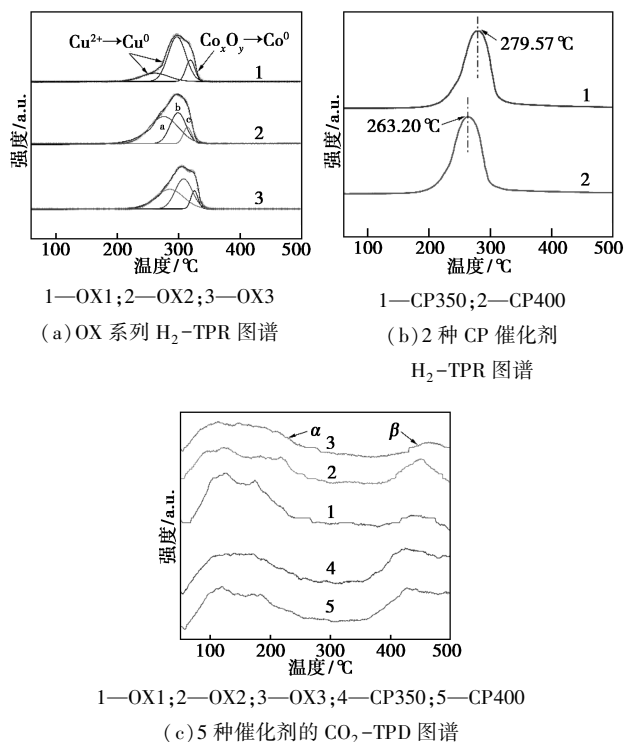 Cu²⁺→Cu⁰
CoₓOᵧ→Co⁰
1
a
b
c
2
3
强度/a.u.
100
200
300
400
500
温度/℃
1—OX1;2—OX2;3—OX3
(a)OX 系列 H₂-TPR 图谱
279.57 ℃
1
263.20 ℃
2
强度/a.u.
100
200
300
400
500
温度/℃
1—CP350;2—CP400
(b)2 种 CP 催化剂
H₂-TPR 图谱
α
β
3
2
1
4
5
强度/a.u.
100
200
300
400
500
温度/℃
1—OX1;2—OX2;3—OX3;4—CP350;5—CP400
(c)5 种催化剂的 CO₂-TPD 图谱